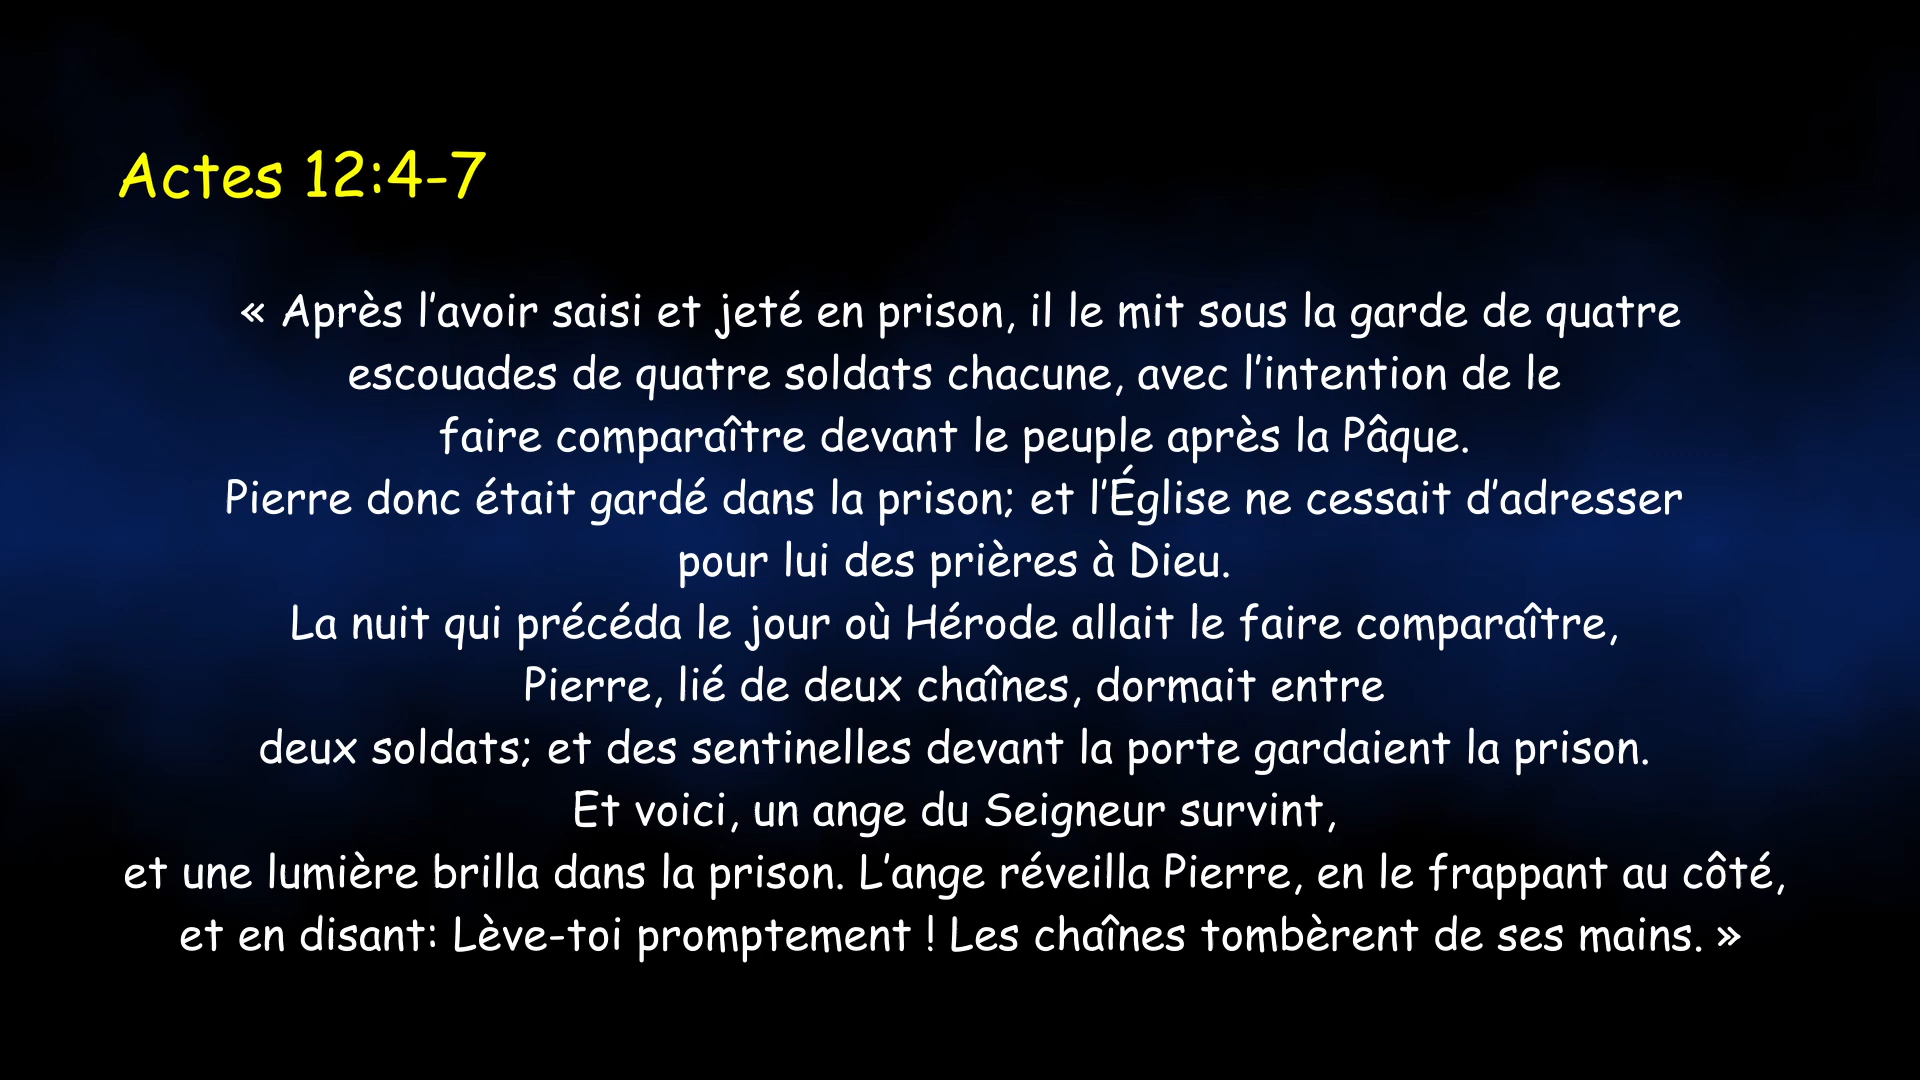 Actes 12:4-7
« Après l’avoir saisi et jeté en prison, il le mit sous la garde de quatre
escouades de quatre soldats chacune, avec l’intention de le
faire comparaître devant le peuple après la Pâque.
Pierre donc était gardé dans la prison; et l’Église ne cessait d’adresser
pour lui des prières à Dieu.
La nuit qui précéda le jour où Hérode allait le faire comparaître,
Pierre, lié de deux chaînes, dormait entre
deux soldats; et des sentinelles devant la porte gardaient la prison.
Et voici, un ange du Seigneur survint,
et une lumière brilla dans la prison. L’ange réveilla Pierre, en le frappant au côté,
et en disant: Lève-toi promptement ! Les chaînes tombèrent de ses mains. »